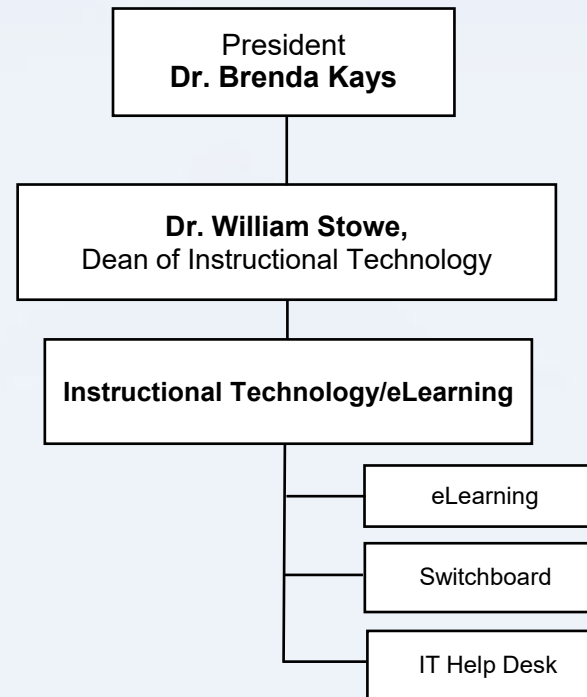 President
Dr. Brenda Kays
Dr. William Stowe,
Dean of Instructional Technology
Instructional Technology/eLearning
eLearning
Switchboard
IT Help Desk